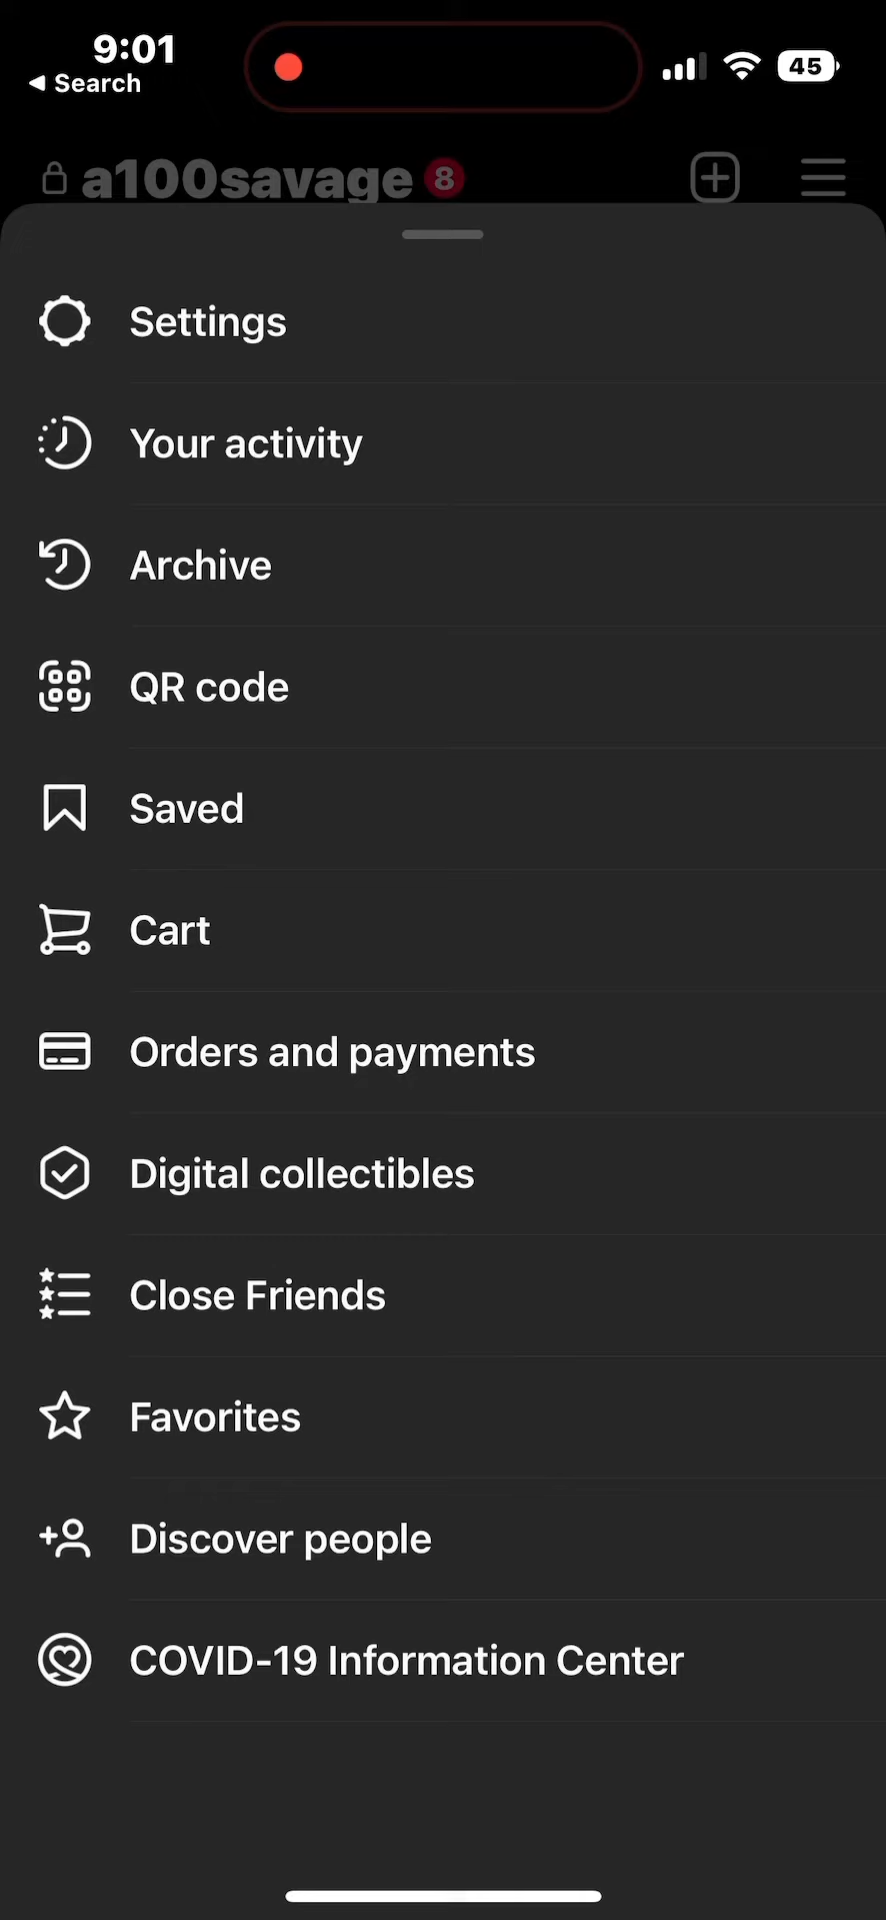 9:01
◀ Search
45
a100savage 8
Settings
Your activity
Archive
QR code
Saved
Cart
Orders and payments
Digital collectibles
Close Friends
Favorites
Discover people
COVID-19 Information Center